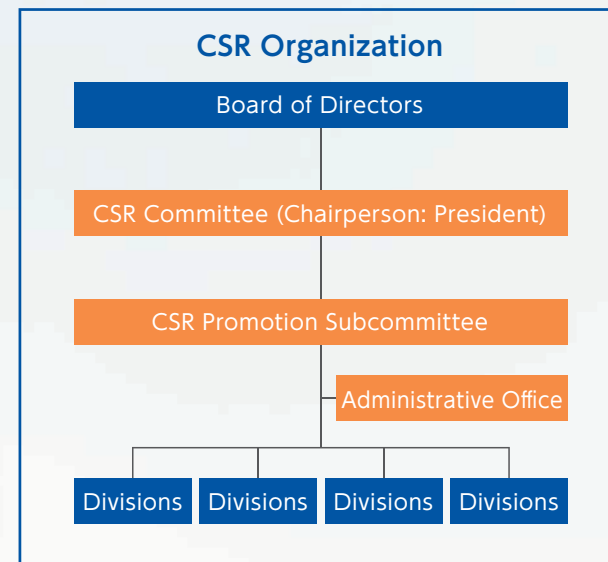 CSR Organization
Board of Directors
CSR Committee (Chairperson: President)
CSR Promotion Subcommittee
Administrative Office
Divisions
Divisions
Divisions
Divisions